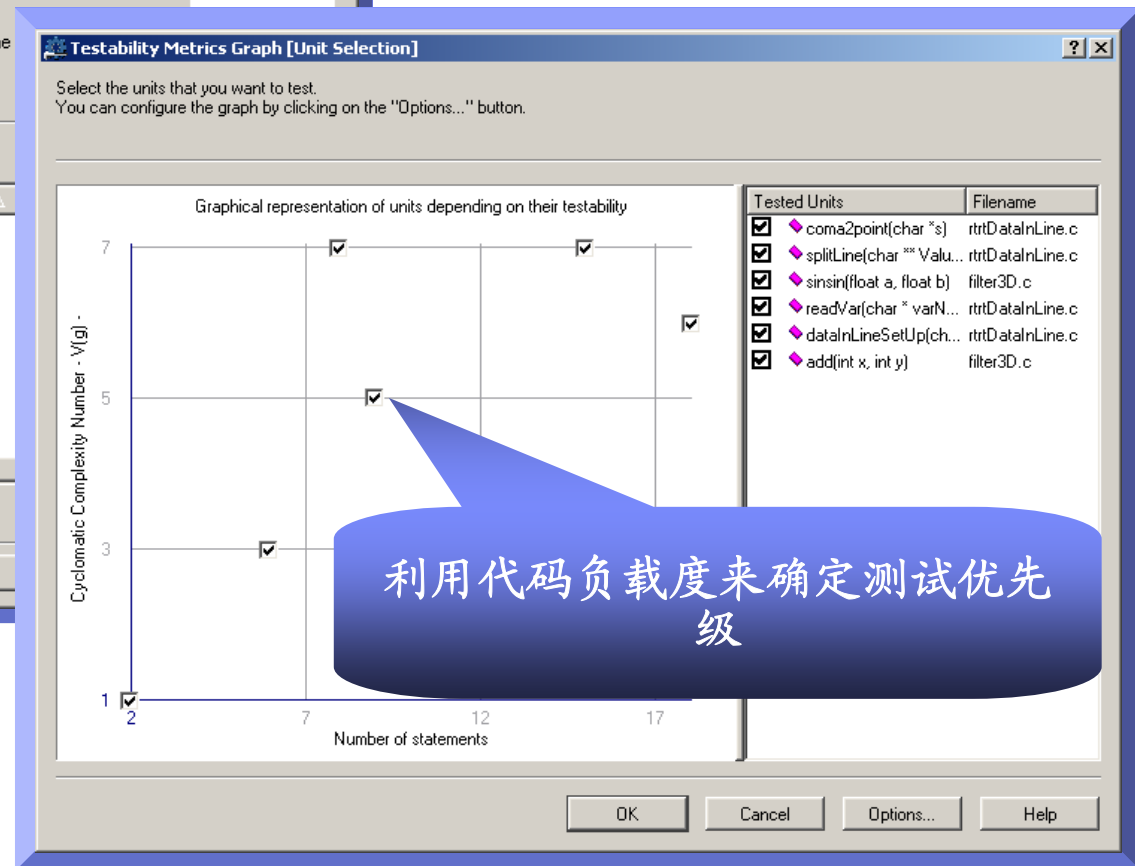 Testability Metrics Graph [Unit Selection]
Select the units that you want to test.
You can configure the graph by clicking on the "Options..." button.
Graphical representation of units depending on their testability
7
5
3
1
Cyclomatic Complexity Number - V(g) -
2 7 12 17
Number of statements
Tested Units Filename
coma2point(char *s) rtrtDataInLine.c
splitLine(char ** Valu... rtrtDataInLine.c
sinsin(float a, float b) filter3D.c
readVar(char * varN... rtrtDataInLine.c
dataInLineSetUp(ch... rtrtDataInLine.c
add(int x, int y) filter3D.c
利用代码负载度来确定测试优先
级
OK Cancel Options... Help